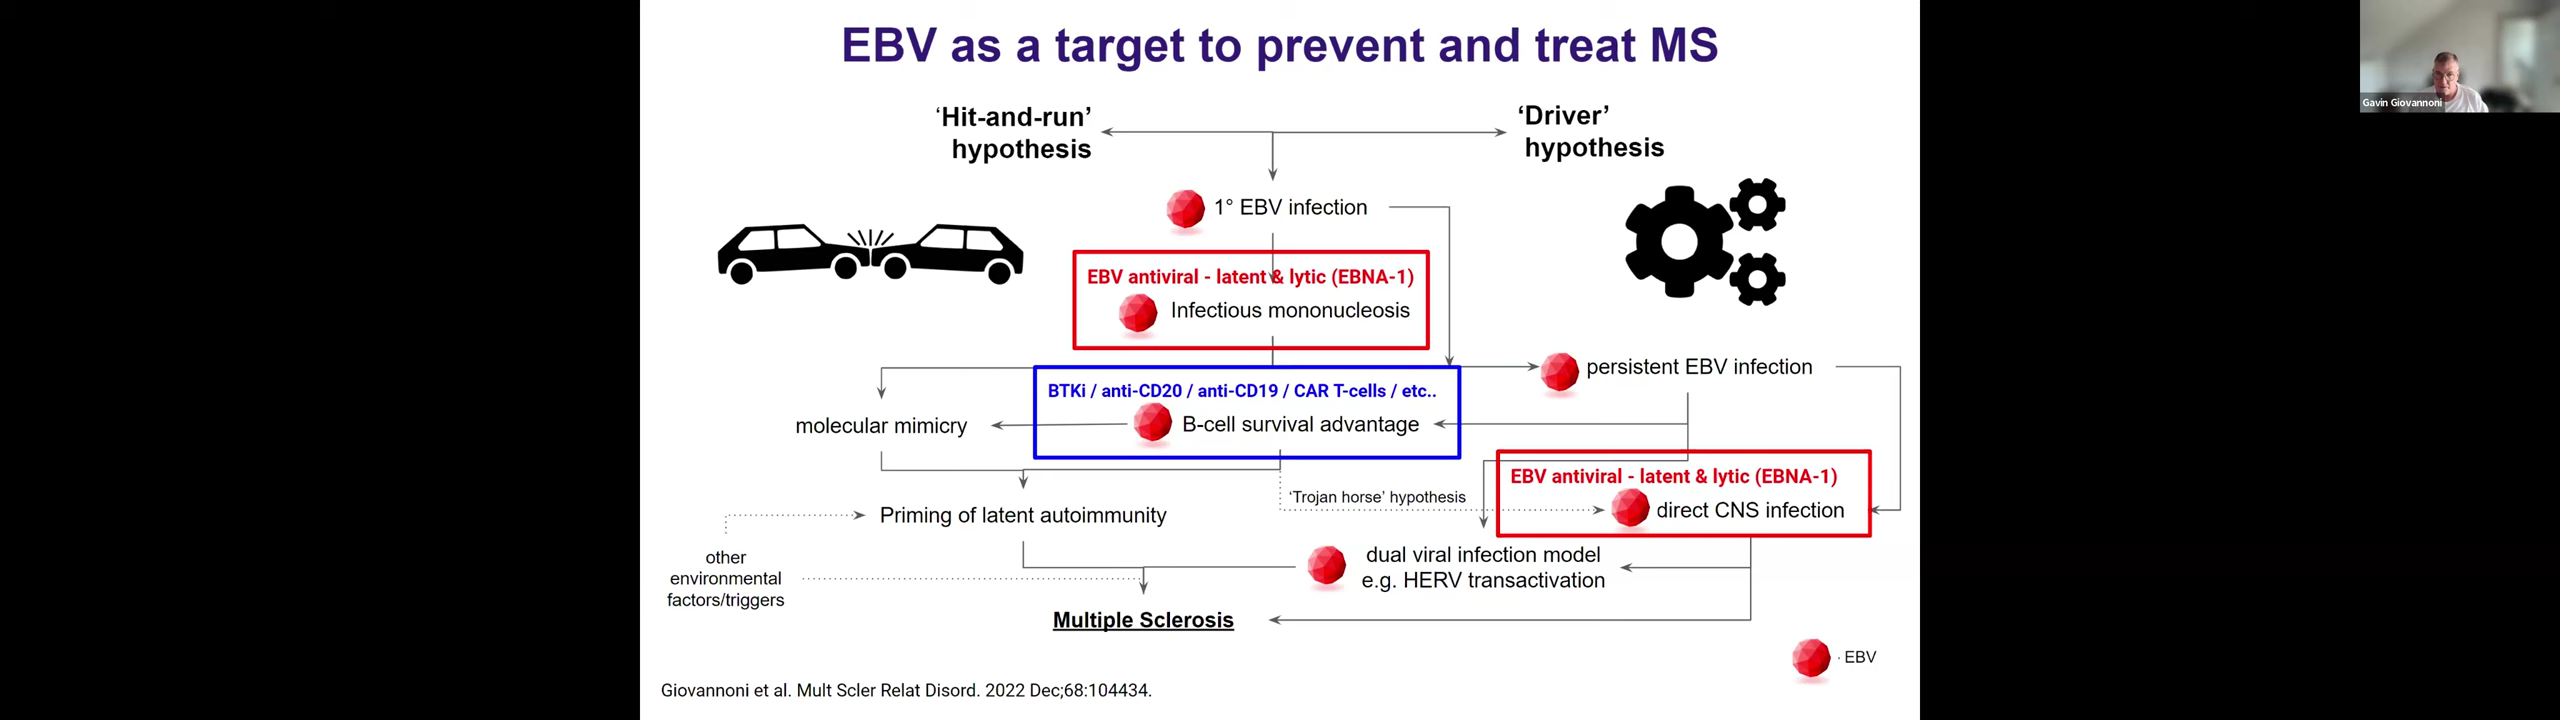 EBV as a target to prevent and treat MS
Gavin Giovannoni
‘Hit-and-run’
hypothesis
‘Driver’
hypothesis
1° EBV infection
EBV antiviral - latent & lytic (EBNA-1)
Infectious mononucleosis
persistent EBV infection
BTKi / anti-CD20 / anti-CD19 / CAR T-cells / etc..
B-cell survival advantage
molecular mimicry
EBV antiviral - latent & lytic (EBNA-1)
direct CNS infection
‘Trojan horse’ hypothesis
Priming of latent autoimmunity
other
environmental
factors/triggers
dual viral infection model
e.g. HERV transactivation
Multiple Sclerosis
· EBV
Giovannoni et al. Mult Scler Relat Disord. 2022 Dec;68:104434.